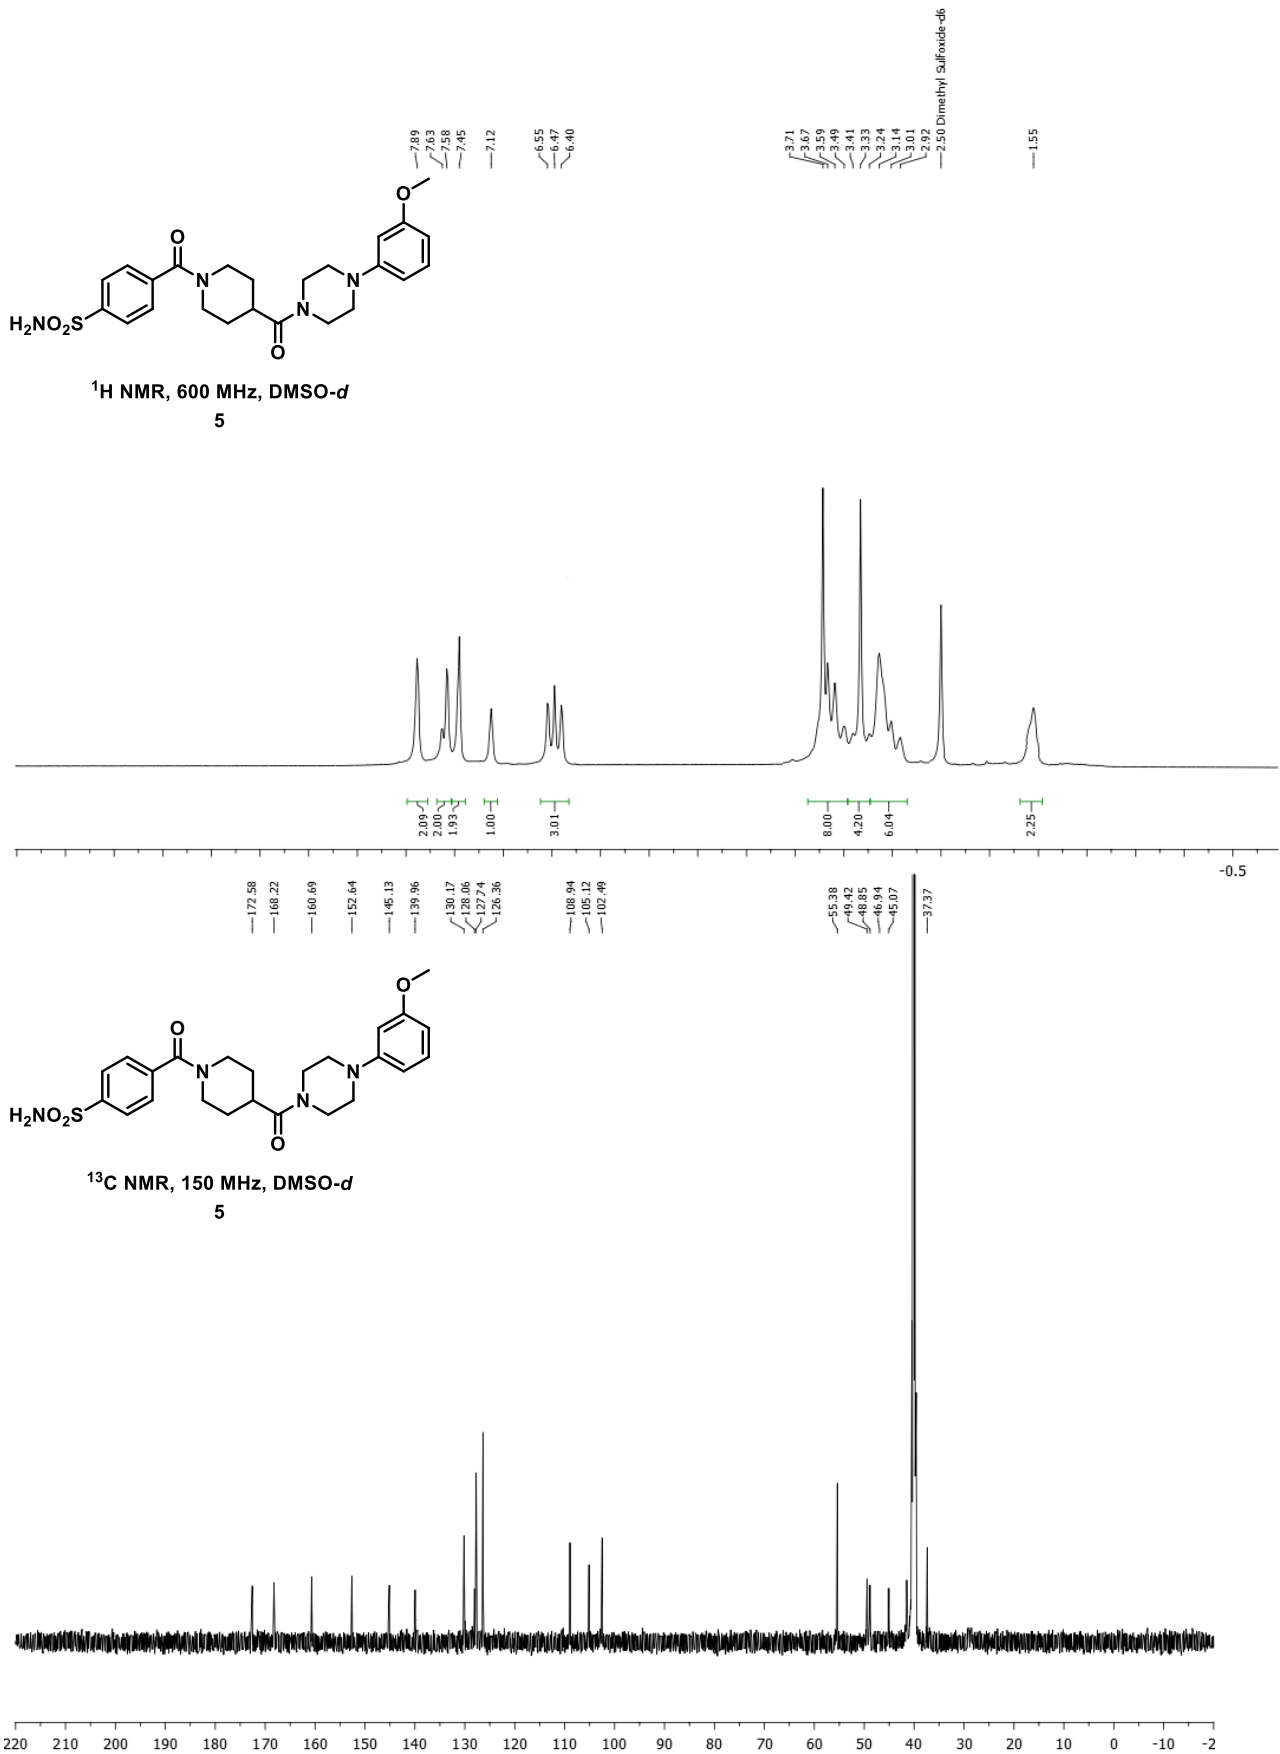 7.89
7.63
7.58
7.45
7.12
6.55
6.47
6.40
3.71
3.67
3.59
3.49
3.41
3.33
3.24
3.14
3.01
2.92
2.50 Dimethyl Sulfoxide-d6
1.55
O
O
N
N
N
H2NO2S
O
¹H NMR, 600 MHz, DMSO-d
5
2.09
2.00
1.93
1.00
3.01
8.00
4.20
6.04
2.25
-0.5
172.58
168.22
160.69
152.64
145.13
139.96
130.17
128.06
127.74
126.36
108.94
105.12
102.49
55.38
49.42
48.85
46.94
45.07
37.37
O
O
N
N
N
H2NO2S
O
¹³C NMR, 150 MHz, DMSO-d
5
220 210 200 190 180 170 160 150 140 130 120 110 100 90 80 70 60 50 40 30 20 10 0 -10 -2